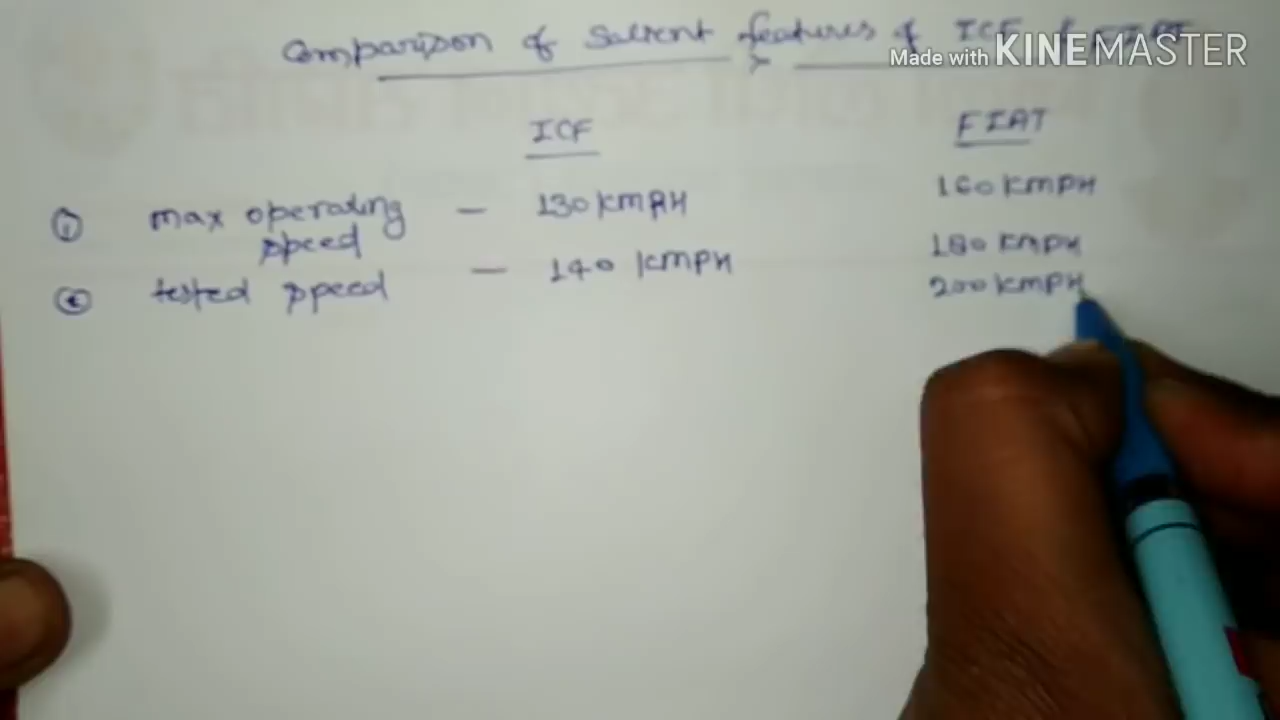 Comparison of Salient features of ICF & FIAT
Made with KINEMASTER
ICF FIAT
① max operating speed — 130 KMPH 160 KMPH
② tested speed — 140 KMPH 180 KMPH
200 KMPH